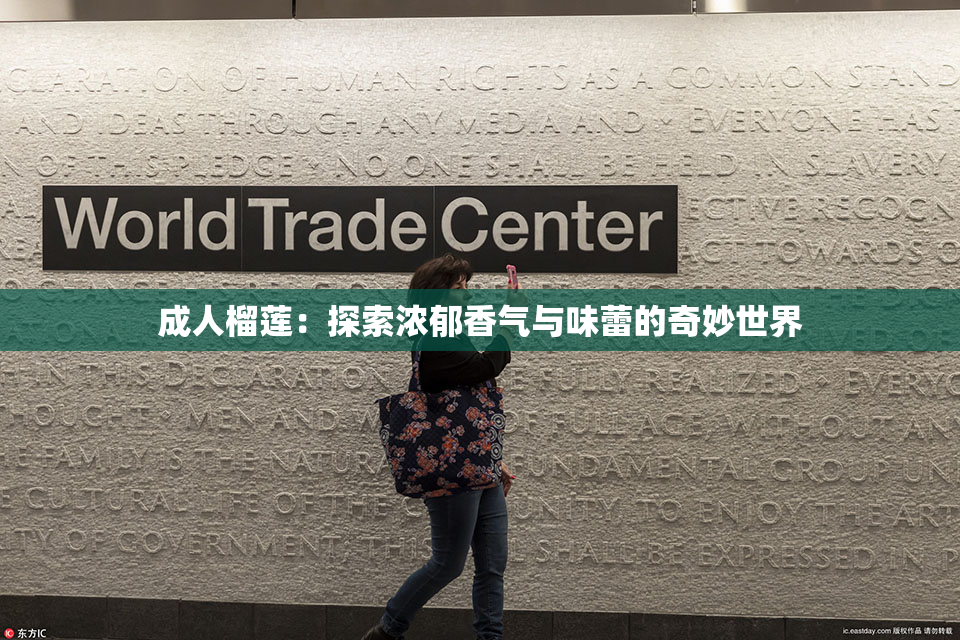 CLARATION OF HUMAN RIGHTS AS A COMMON STAND
AND IDEAS THROUGH ANY MEDIA AND EVERYONE HAS
OF THIS PLEDGE NO ONE SHALL BE HELD IN SLAVERY
World Trade Center
ECTIVE RECOGN
ACT TOWARDS
成人榴莲：探索浓郁香气与味蕾的奇妙世界
IN THIS DECLARATION FULLY REALIZED EVERYO
THOUGHT MEN AND OF FULL AGE WITHO
FAMILY IS THE NATURA FUNDAMENTAL GROUP
CULTURAL LIFE OF THE UNITY, TO ENJOY THE ART
TY OF GOVERNMENT; THIS SHALL BE EXPRESSED IN
东方IC
ic.eastday.com 版权作品 请勿转载